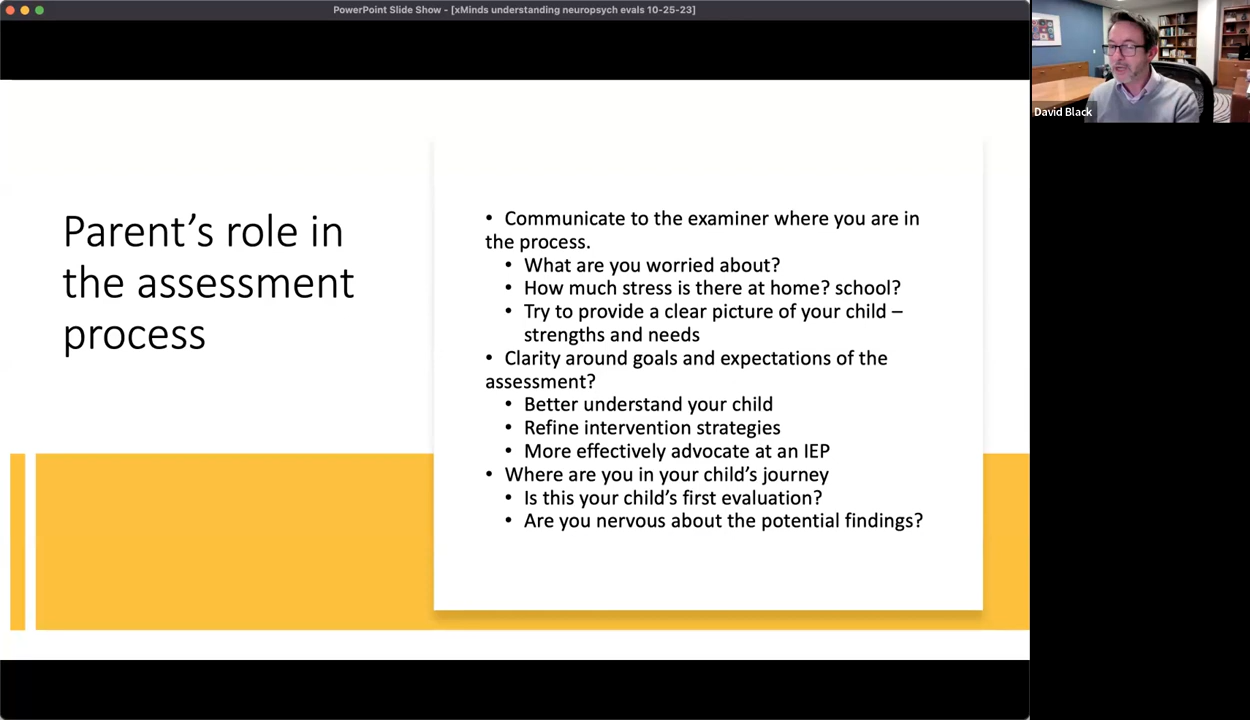 PowerPoint Slide Show - [xMinds understanding neuropsych evals 10-25-23]
David Black
Parent’s role in
the assessment
process
• Communicate to the examiner where you are in
the process.
• What are you worried about?
• How much stress is there at home? school?
• Try to provide a clear picture of your child –
strengths and needs
• Clarity around goals and expectations of the
assessment?
• Better understand your child
• Refine intervention strategies
• More effectively advocate at an IEP
• Where are you in your child’s journey
• Is this your child’s first evaluation?
• Are you nervous about the potential findings?